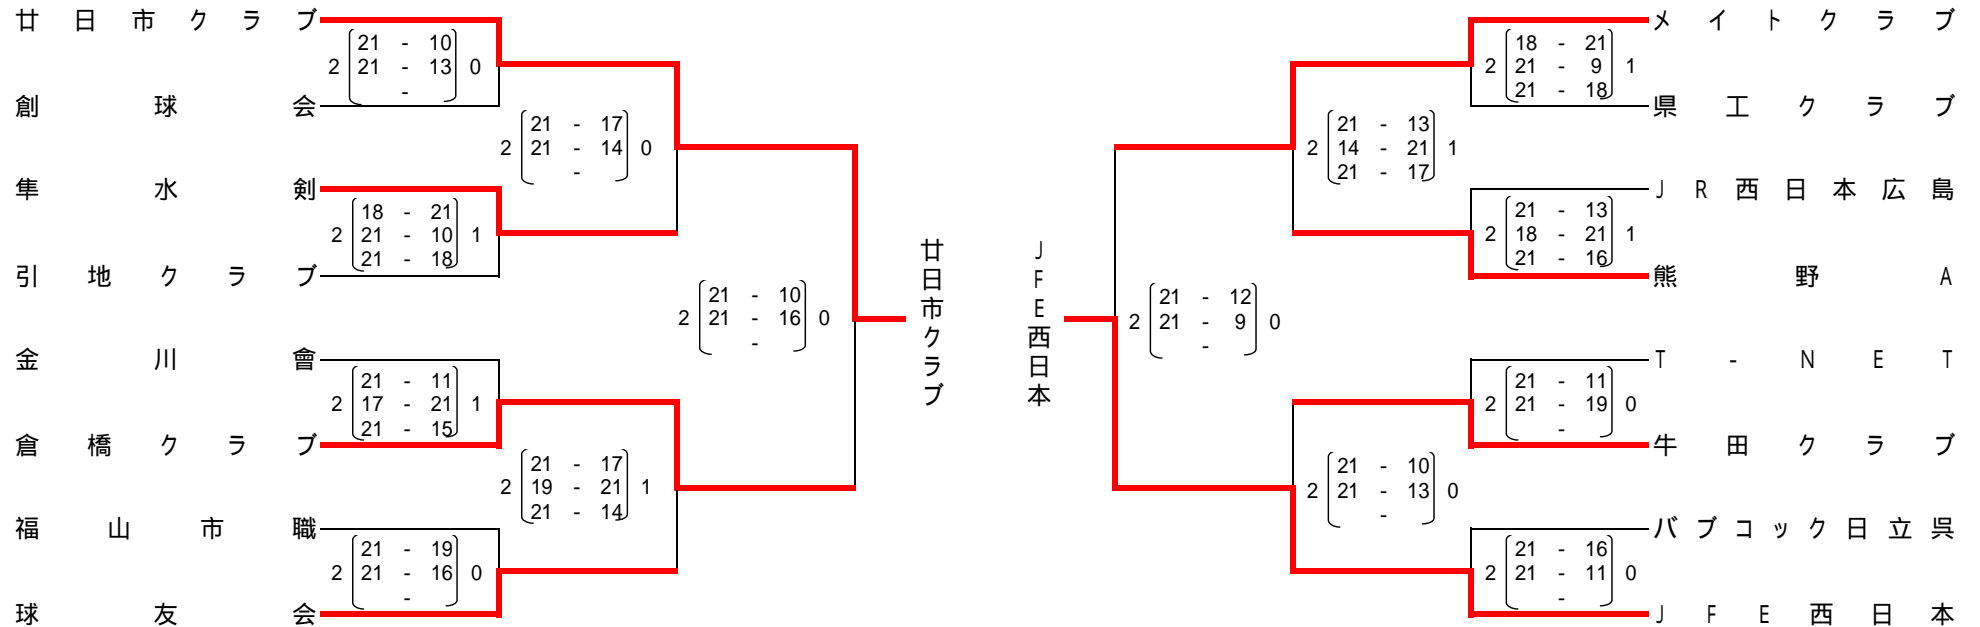 廿日市クラブ
21 - 10
2 21 - 13 0
-
創球会
21 - 17
2 21 - 14 0
-
隼水剣
18 - 21
2 21 - 10 1
21 - 18
引地クラブ
21 - 10
2 21 - 16 0
-
金川會
21 - 11
2 17 - 21 1
21 - 15
倉橋クラブ
21 - 17
2 19 - 21 1
21 - 14
福山市職
21 - 19
2 21 - 16 0
-
球友会
廿日市クラブ
JFE西日本
メイトクラブ
18 - 21
2 21 - 9 1
21 - 18
県工クラブ
21 - 13
2 14 - 21 1
21 - 17
JR西日本広島
21 - 13
2 18 - 21 1
21 - 16
熊野A
21 - 12
2 21 - 9 0
-
T-NET
21 - 11
2 21 - 19 0
-
牛田クラブ
21 - 10
2 21 - 13 0
-
バブコック日立呉
21 - 16
2 21 - 11 0
-
JFE西日本